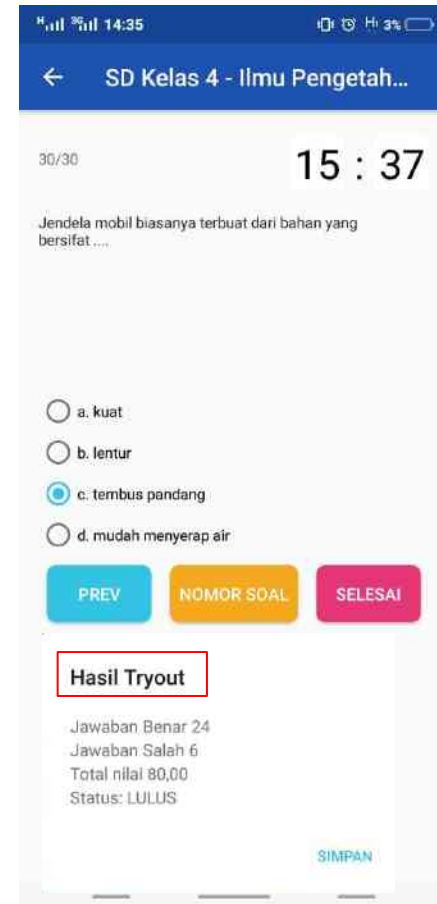 H 3G 14:35 H 3%
SD Kelas 4 - Ilmu Pengetah...
30/30
15 : 37
Jendela mobil biasanya terbuat dari bahan yang
bersifat ....
a. kuat
b. lentur
c. tembus pandang
d. mudah menyerap air
PREV
NOMOR SOAL
SELESAI
Hasil Tryout
Jawaban Benar 24
Jawaban Salah 6
Total nilai 80,00
Status: LULUS
SIMPAN